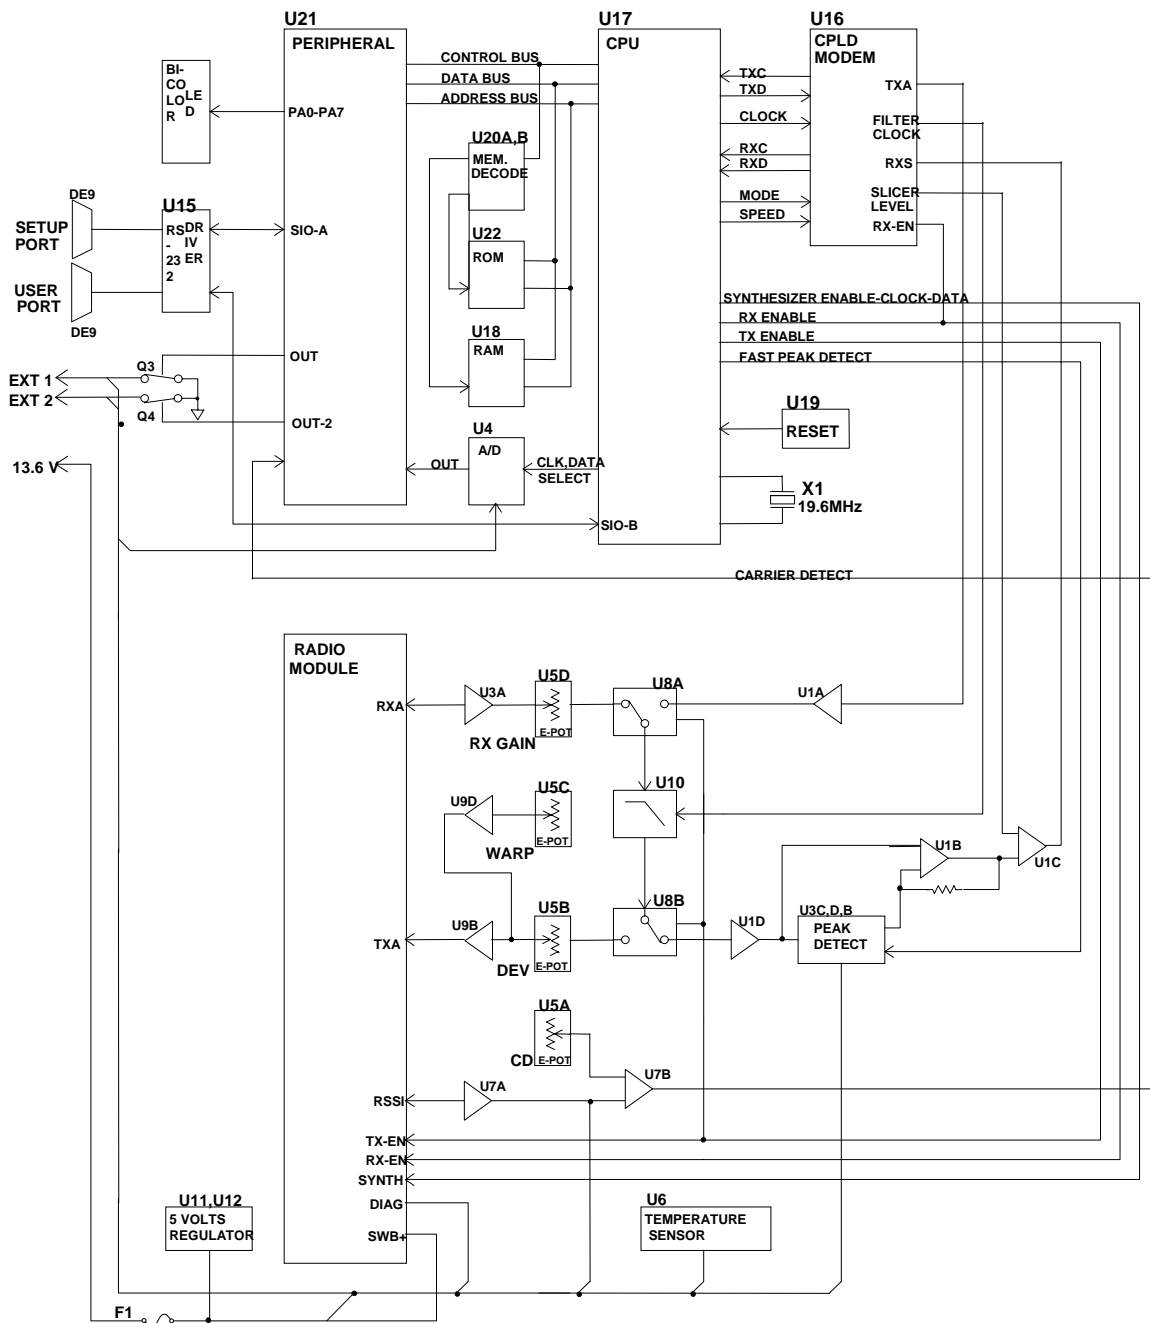 U21
U17
U16
PERIPHERAL
CPU
CPLD
MODEM
CONTROL BUS
DATA BUS
ADDRESS BUS
BI-
CO
LO
R
LE
D
PA0-PA7
TXC
TXD
CLOCK
RXC
RXD
MODE
SPEED
TXA
FILTER
CLOCK
RXS
SLICER
LEVEL
RX-EN
U20A,B
MEM.
DECODE
DE9
SETUP
PORT
U15
RS
-
23
2
DR
IV
ER
SIO-A
USER
PORT
DE9
U22
ROM
U18
RAM
SYNTHESIZER ENABLE-CLOCK-DATA
RX ENABLE
TX ENABLE
FAST PEAK DETECT
OUT
EXT 1
EXT 2
Q3
Q4
OUT-2
13.6 V
U4
A/D
OUT
CLK,DATA
SELECT
U19
RESET
X1
19.6MHz
SIO-B
CARRIER DETECT
RADIO
MODULE
RXA
U3A
U5D
E-POT
RX GAIN
U8A
U1A
U9D
U5C
E-POT
WARP
U10
U1B
U1C
TXA
U9B
U5B
E-POT
DEV
U8B
U1D
U3C,D,B
PEAK
DETECT
U5A
CD
E-POT
RSSI
U7A
U7B
TX-EN
RX-EN
SYNTH
DIAG
SWB+
U11,U12
5 VOLTS
REGULATOR
U6
TEMPERATURE
SENSOR
F1